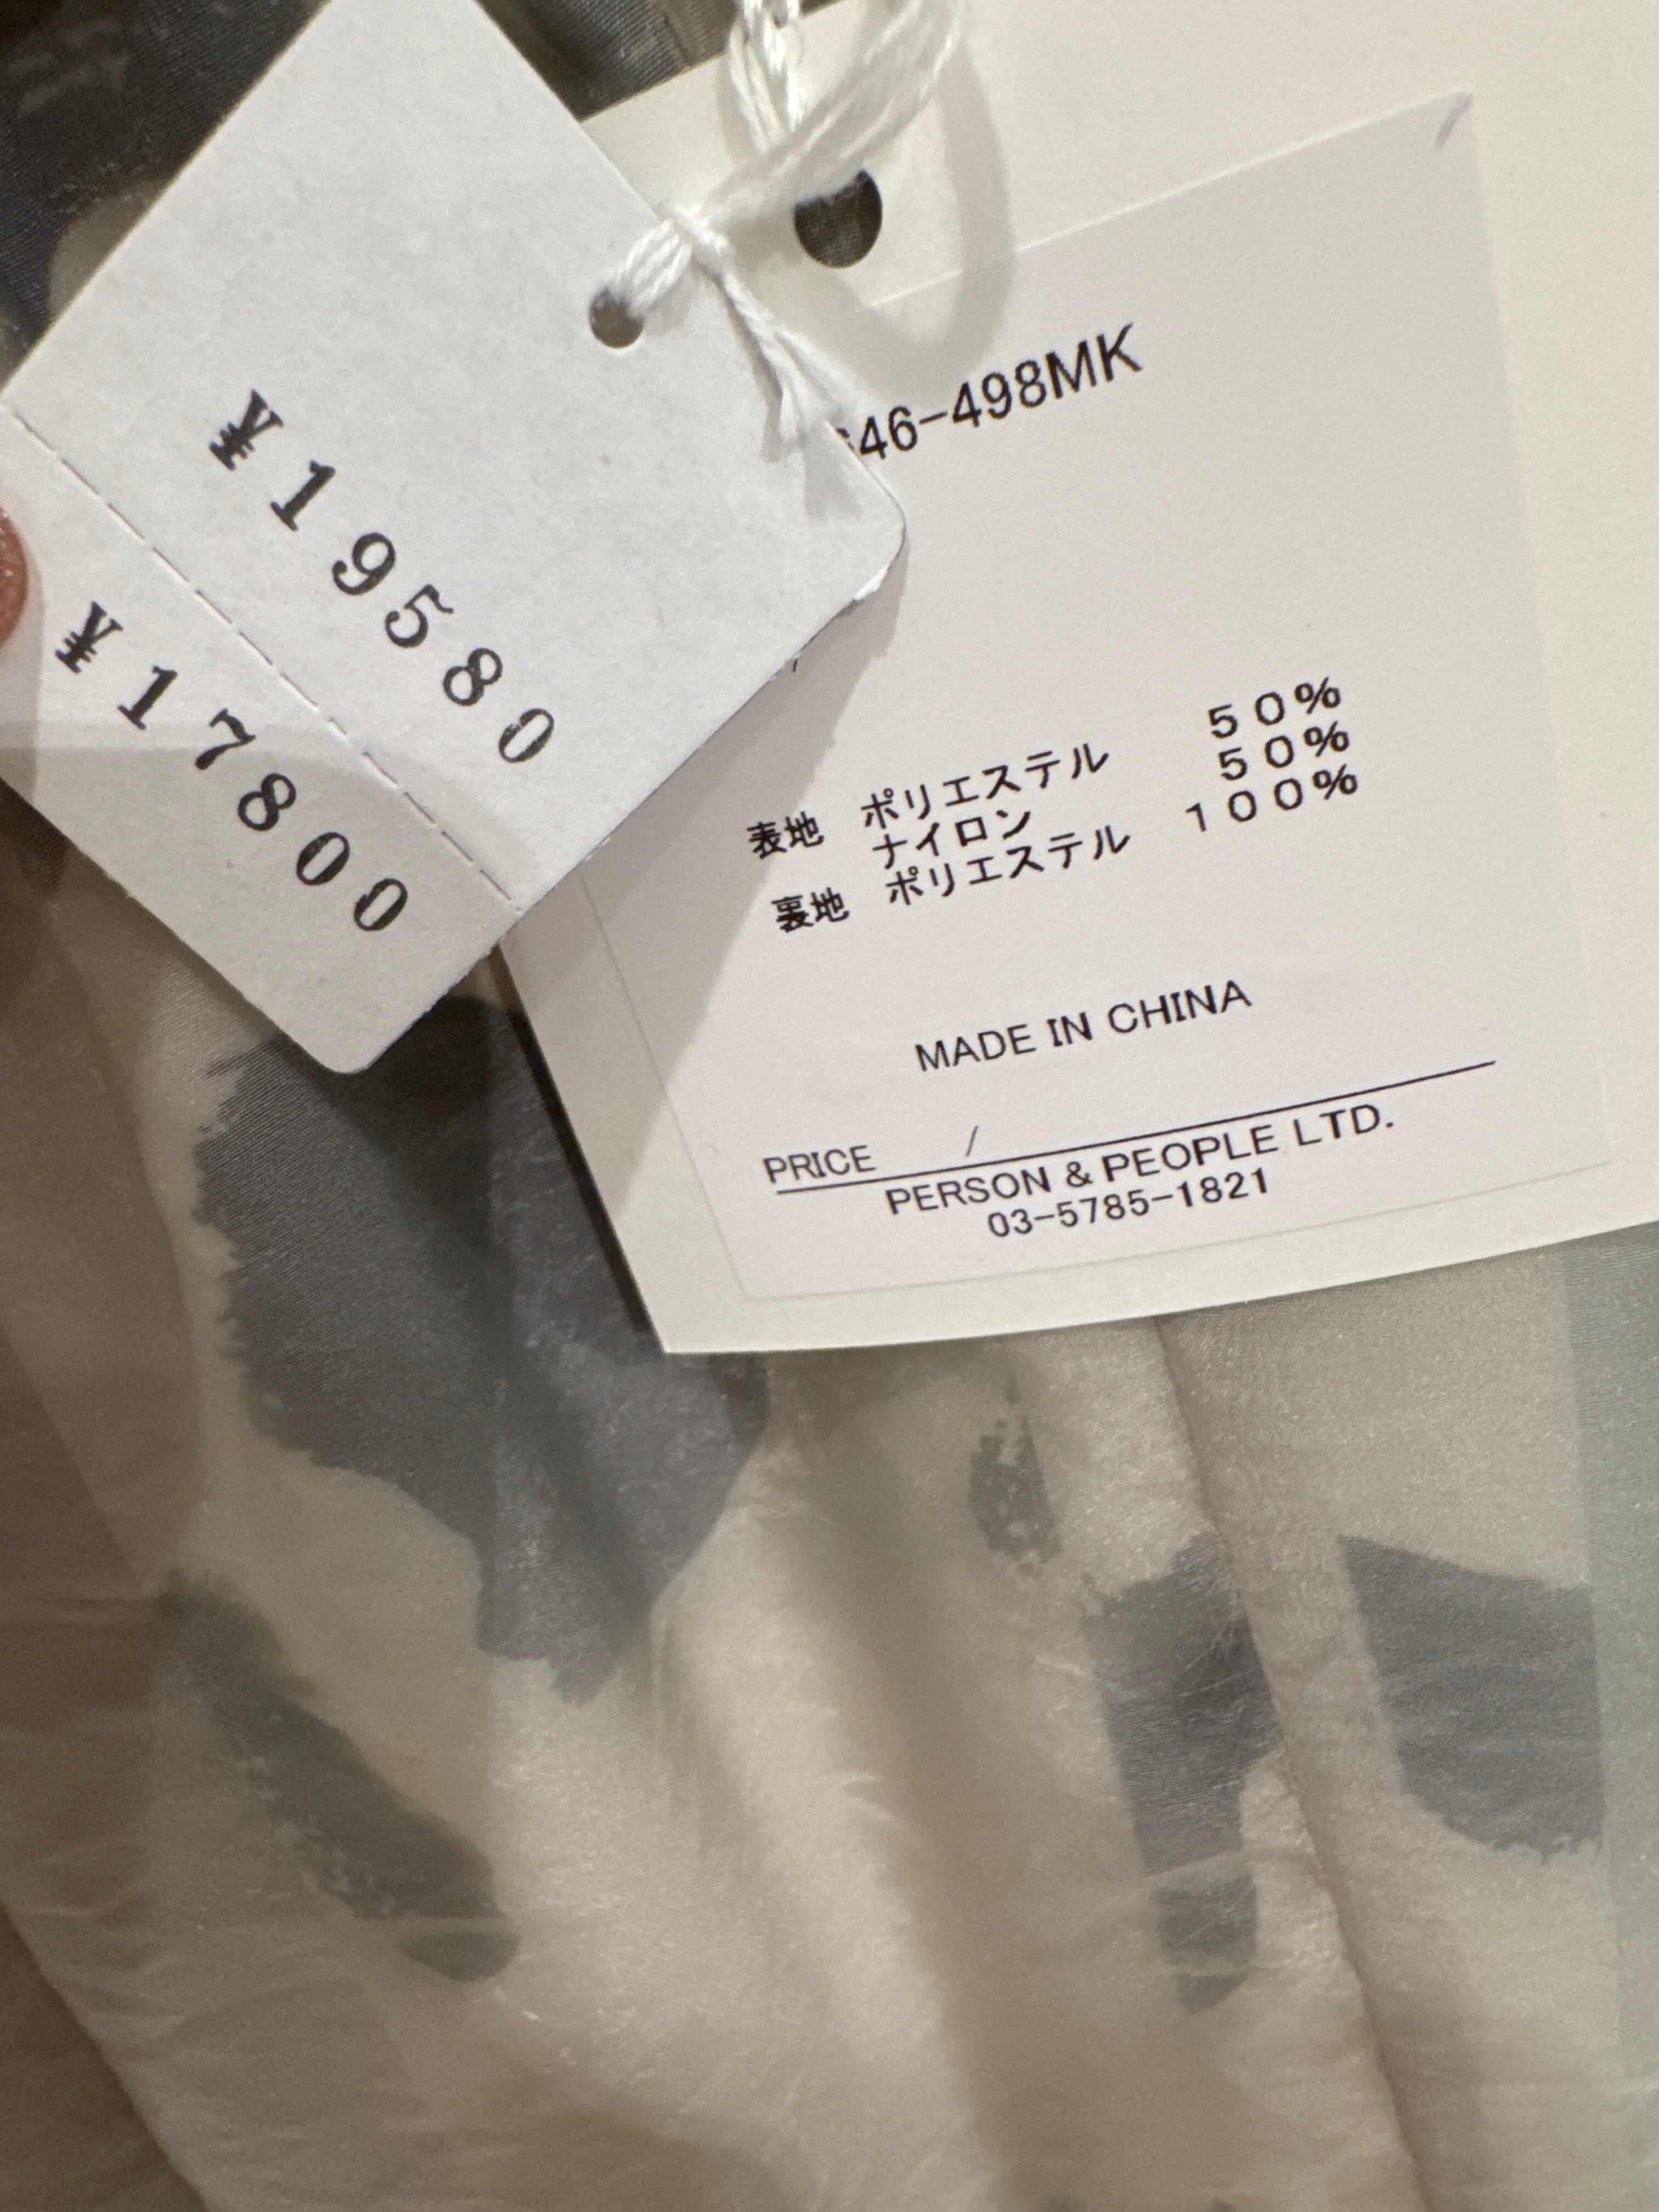 ¥19580
¥17800
46-498MK
表地 ポリエステル 50%
ナイロン 50%
裏地 ポリエステル 100%
MADE IN CHINA
PRICE /
PERSON & PEOPLE LTD.
03-5785-1821